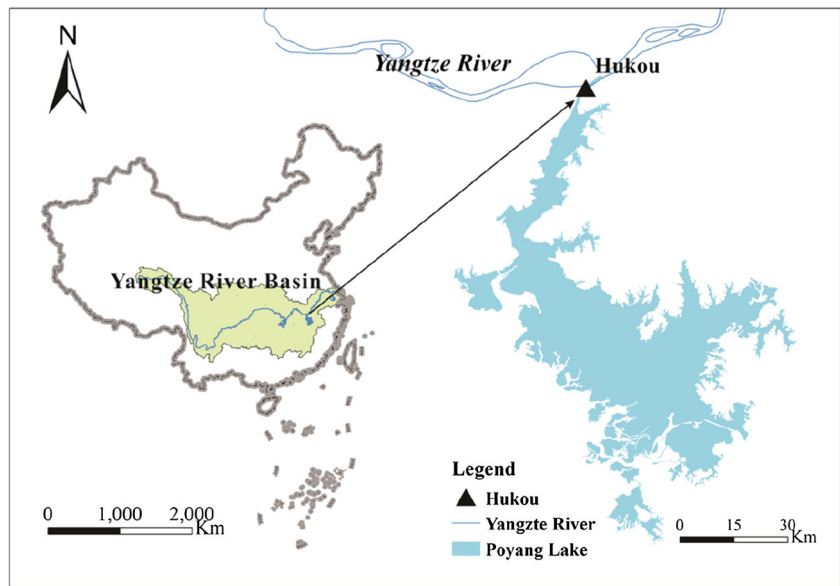 N
Yangtze River
Hukou
Yangtze River Basin
Legend
Hukou
Yangzte River
Poyang Lake
0 1,000 2,000
Km
0 15 30
Km